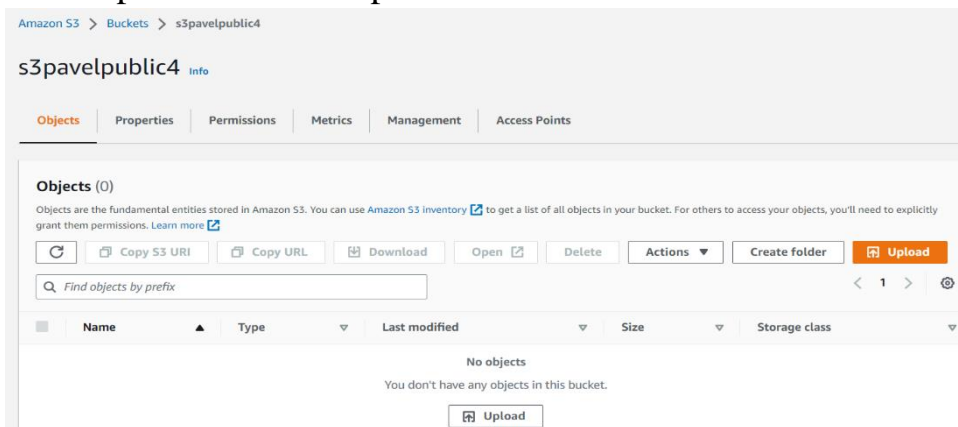 Amazon S3 > Buckets > s3pavelpublic4
s3pavelpublic4 Info
Objects Properties Permissions Metrics Management Access Points
Objects (0)
Objects are the fundamental entities stored in Amazon S3. You can use Amazon S3 inventory to get a list of all objects in your bucket. For others to access your objects, you'll need to explicitly
grant them permissions. Learn more
Copy S3 URI Copy URL Download Open Delete Actions Create folder Upload
Find objects by prefix < 1 >
Name Type Last modified Size Storage class
No objects
You don't have any objects in this bucket.
Upload